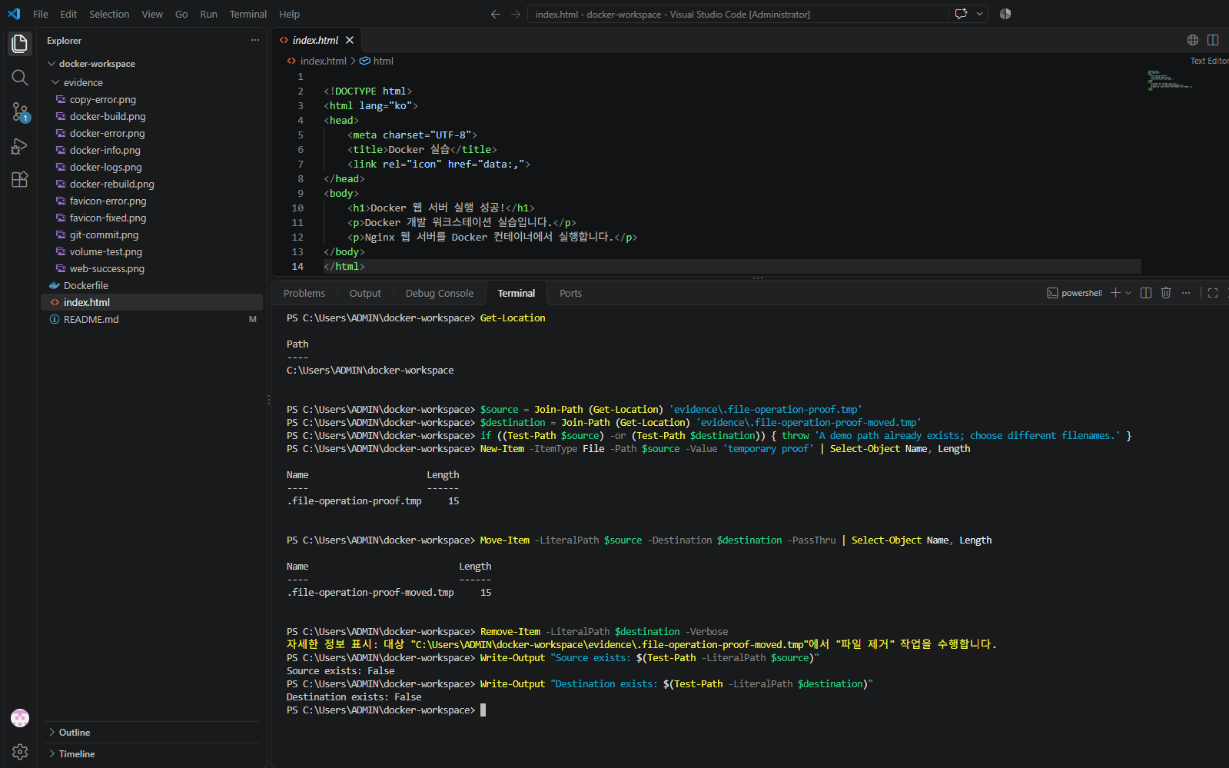 File Edit Selection View Go Run Terminal Help
index.html - docker-workspace - Visual Studio Code [Administrator]
Explorer
docker-workspace
evidence
copy-error.png
docker-build.png
docker-error.png
docker-info.png
docker-logs.png
docker-rebuild.png
favicon-error.png
favicon-fixed.png
git-commit.png
volume-test.png
web-success.png
Dockerfile
index.html
README.md M
1
Outline
Timeline
index.html
index.html > html
Text Editor
1
2 <!DOCTYPE html>
3 <html lang="ko">
4 <head>
5 <meta charset="UTF-8">
6 <title>Docker 실습</title>
7 <link rel="icon" href="data:,">
8 </head>
9 <body>
10 <h1>Docker 웹 서버 실행 성공!</h1>
11 <p>Docker 개발 워크스테이션 실습입니다.</p>
12 <p>Nginx 웹 서버를 Docker 컨테이너에서 실행합니다.</p>
13 </body>
14 </html>
Problems Output Debug Console Terminal Ports
powershell
PS C:\Users\ADMIN\docker-workspace> Get-Location
Path
----
C:\Users\ADMIN\docker-workspace
PS C:\Users\ADMIN\docker-workspace> $source = Join-Path (Get-Location) 'evidence\.file-operation-proof.tmp'
PS C:\Users\ADMIN\docker-workspace> $destination = Join-Path (Get-Location) 'evidence\.file-operation-proof-moved.tmp'
PS C:\Users\ADMIN\docker-workspace> if ((Test-Path $source) -or (Test-Path $destination)) { throw 'A demo path already exists; choose different filenames.' }
PS C:\Users\ADMIN\docker-workspace> New-Item -ItemType File -Path $source -Value 'temporary proof' | Select-Object Name, Length
Name Length
---- ------
.file-operation-proof.tmp 15
PS C:\Users\ADMIN\docker-workspace> Move-Item -LiteralPath $source -Destination $destination -PassThru | Select-Object Name, Length
Name Length
---- ------
.file-operation-proof-moved.tmp 15
PS C:\Users\ADMIN\docker-workspace> Remove-Item -LiteralPath $destination -Verbose
자세한 정보 표시: 대상 "C:\Users\ADMIN\docker-workspace\evidence\.file-operation-proof-moved.tmp"에서 "파일 제거" 작업을 수행합니다.
PS C:\Users\ADMIN\docker-workspace> Write-Output "Source exists: $(Test-Path -LiteralPath $source)"
Source exists: False
PS C:\Users\ADMIN\docker-workspace> Write-Output "Destination exists: $(Test-Path -LiteralPath $destination)"
Destination exists: False
PS C:\Users\ADMIN\docker-workspace>